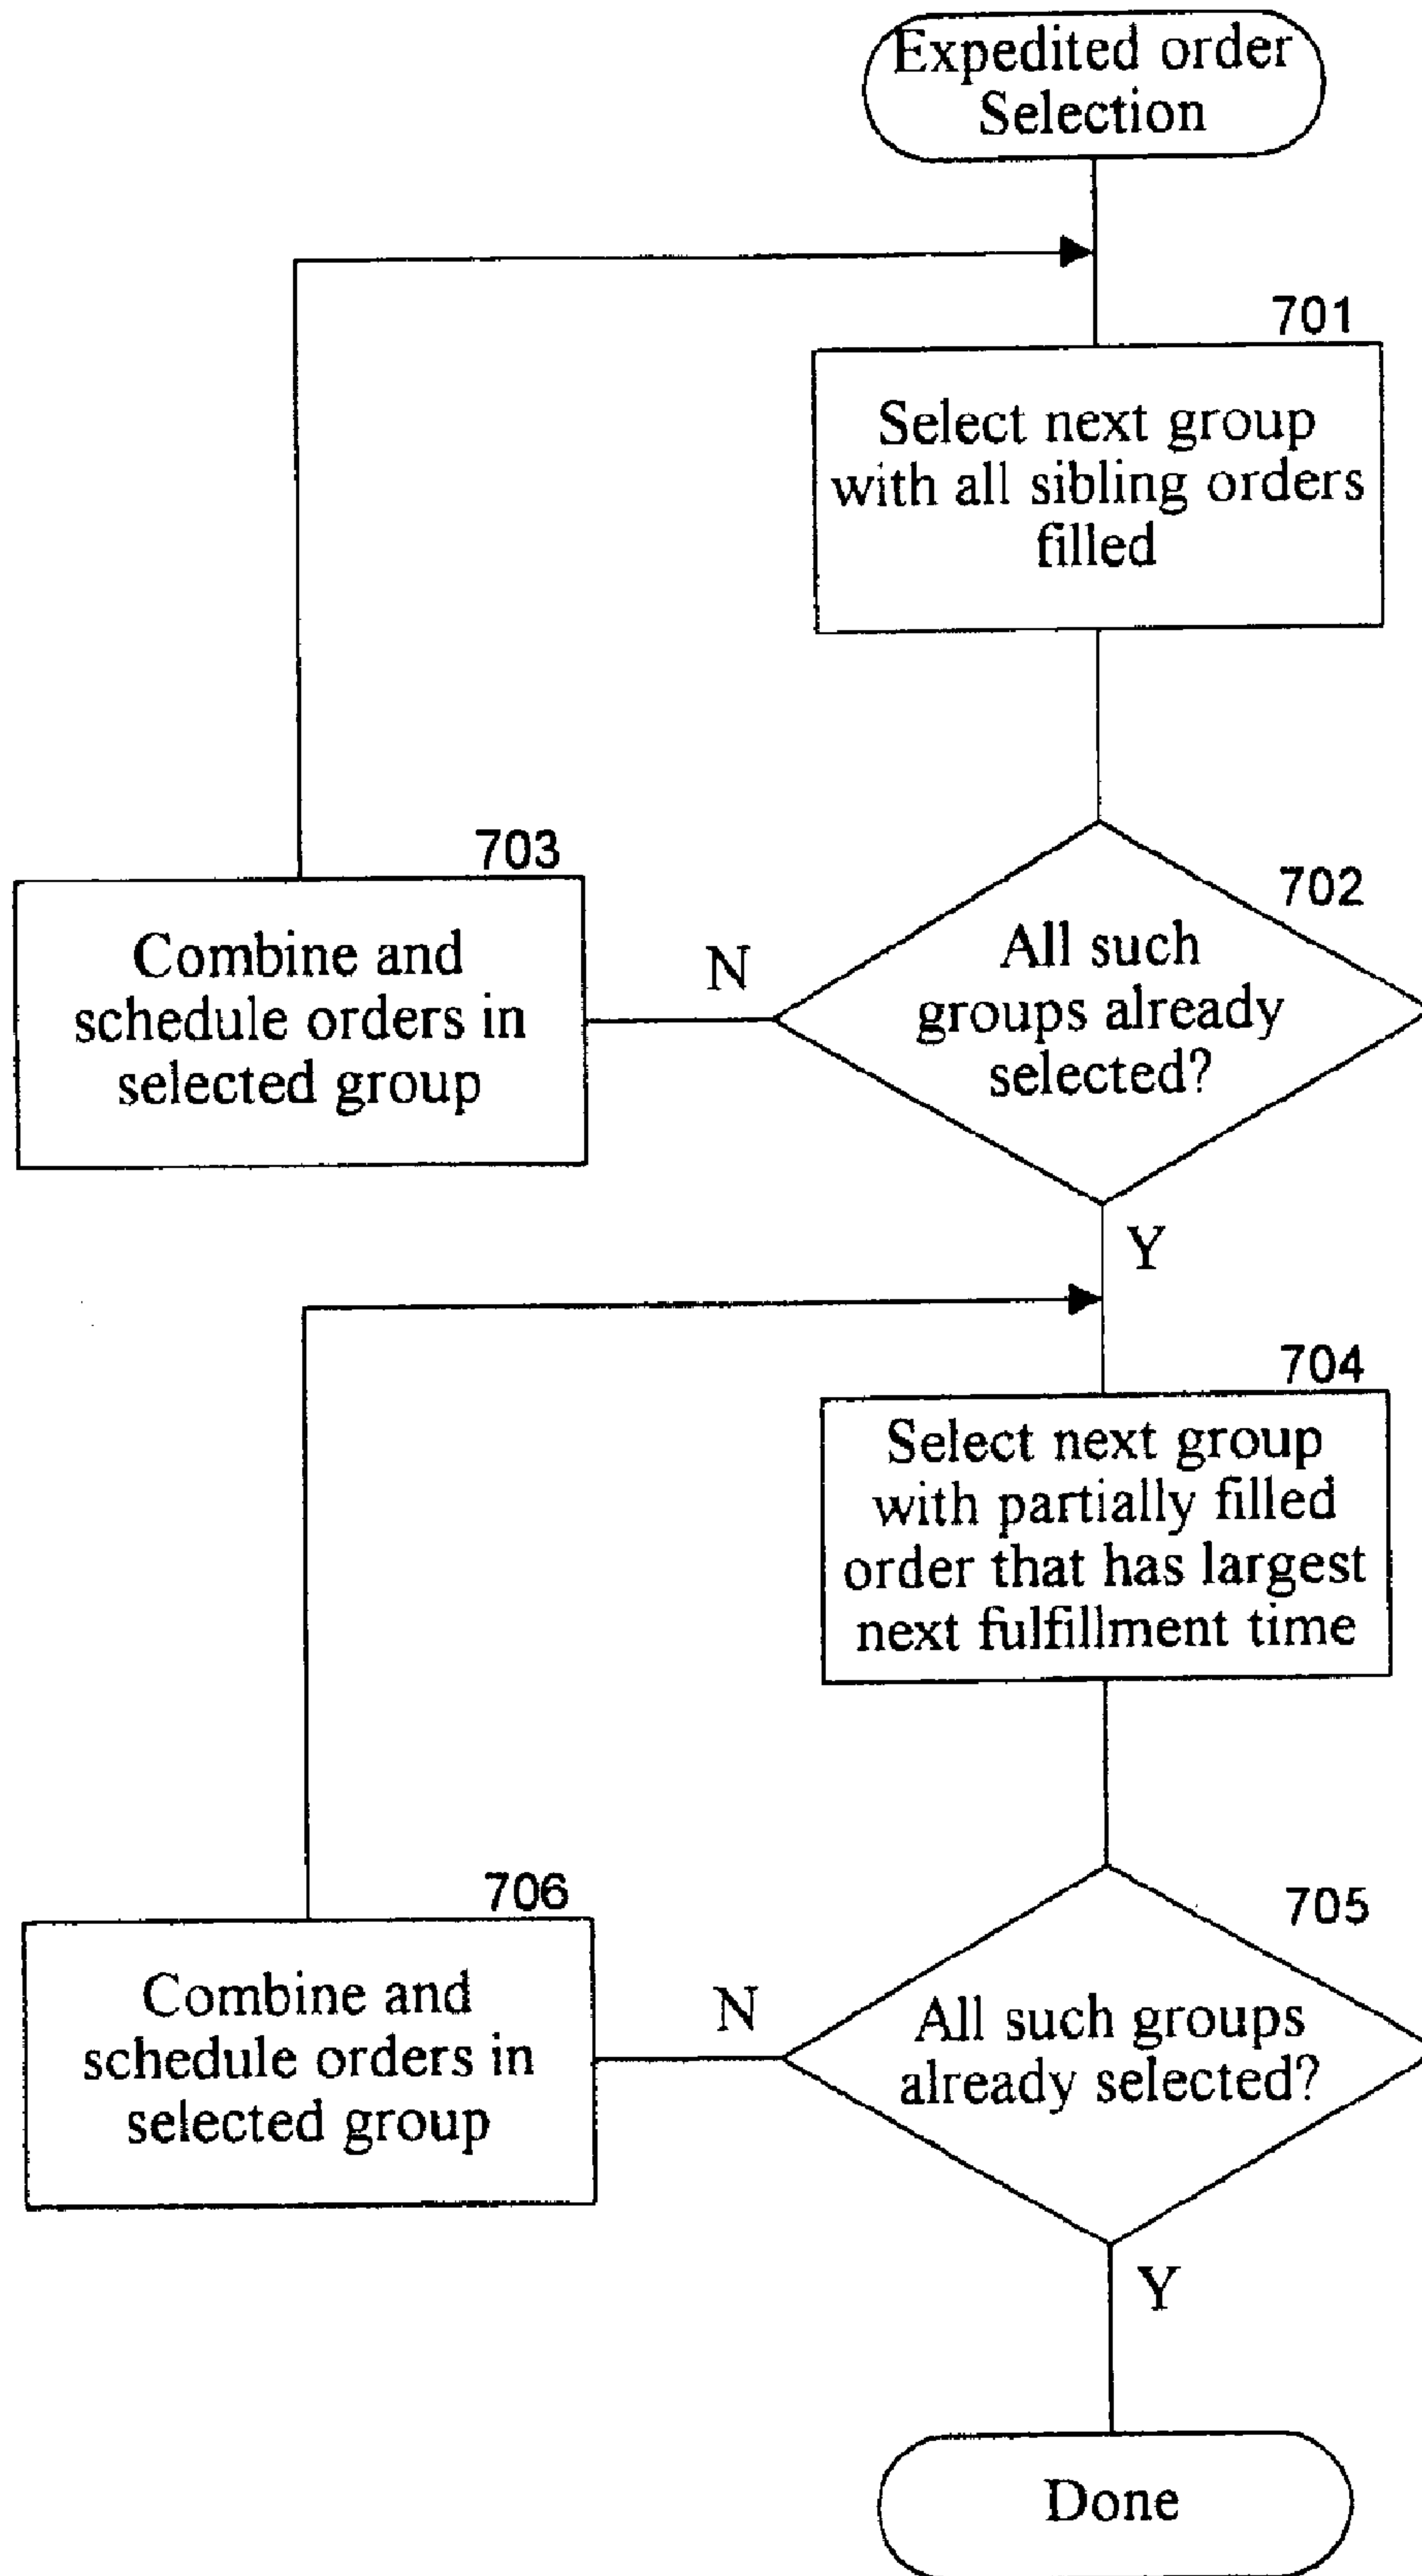 Expedited order
Selection
701
Select next group
with all sibling orders
filled
702
All such
groups already
selected?
N
703
Combine and
schedule orders in
selected group
Y
704
Select next group
with partially filled
order that has largest
next fulfillment time
705
All such groups
already selected?
N
706
Combine and
schedule orders in
selected group
Y
Done